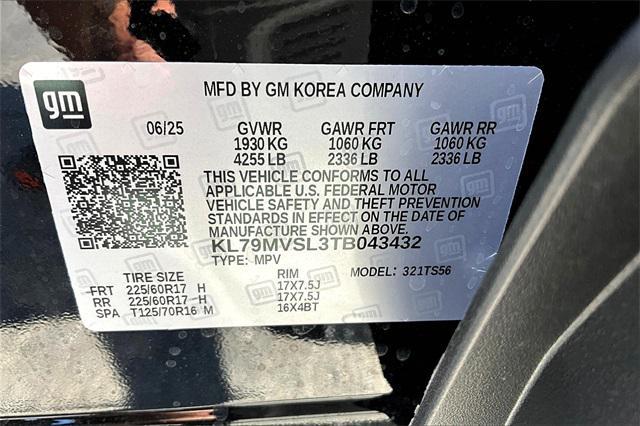 gm
MFD BY GM KOREA COMPANY
06/25 GVWR GAWR FRT GAWR RR
1930 KG 1060 KG 1060 KG
4255 LB 2336 LB 2336 LB
THIS VEHICLE CONFORMS TO ALL
APPLICABLE U.S. FEDERAL MOTOR
VEHICLE SAFETY AND THEFT PREVENTION
STANDARDS IN EFFECT ON THE DATE OF
MANUFACTURE SHOWN ABOVE.
KL79MVSL3TB043432
TYPE: MPV MODEL: 321TS56
TIRE SIZE RIM
FRT 225/60R17 H 17X7.5J
RR 225/60R17 H 17X7.5J
SPA T125/70R16 M 16X4BT